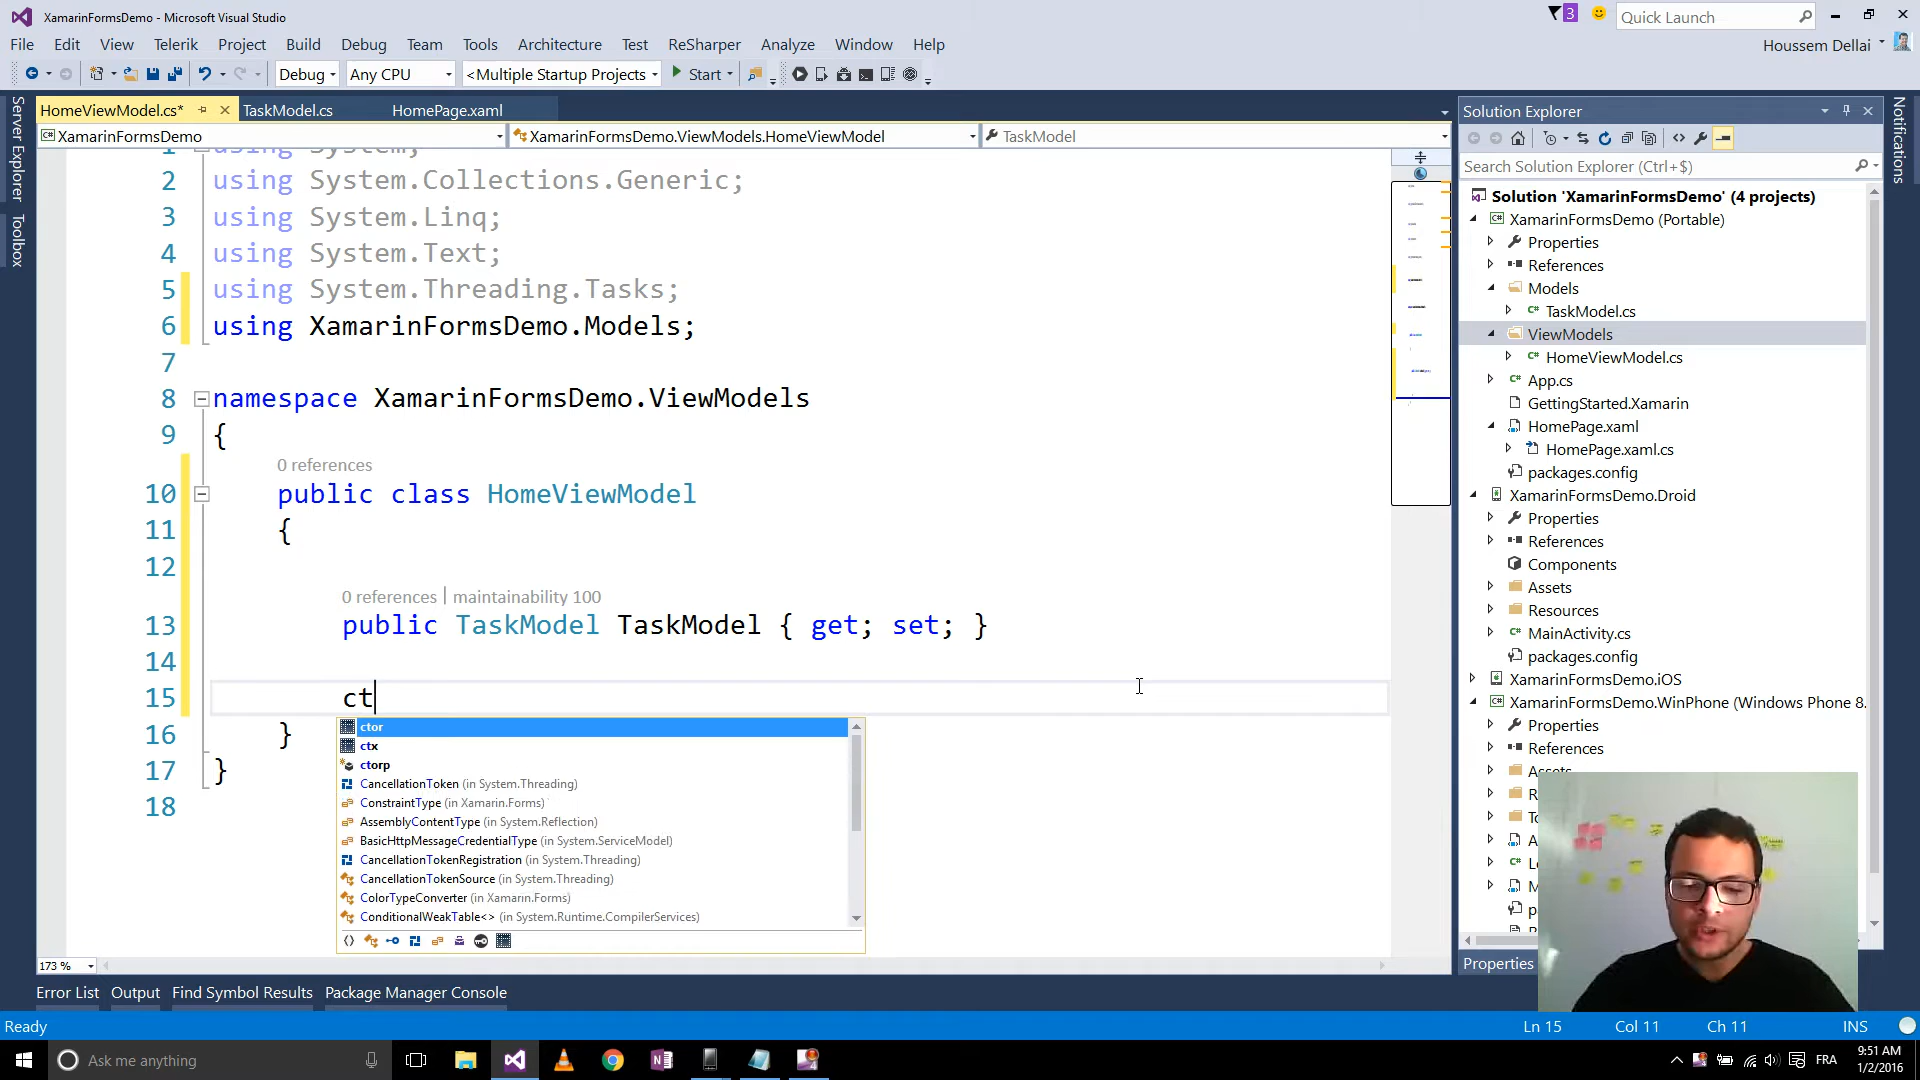 XamarinFormsDemo - Microsoft Visual Studio
3
Quick Launch
File Edit View Telerik Project Build Debug Team Tools Architecture Test ReSharper Analyze Window Help
Houssem Dellai
Debug Any CPU <Multiple Startup Projects> Start
Server Explorer
Toolbox
HomeViewModel.cs*
TaskModel.cs
HomePage.xaml
XamarinFormsDemo
XamarinFormsDemo.ViewModels.HomeViewModel
TaskModel
using System;
2 using System.Collections.Generic;
3 using System.Linq;
4 using System.Text;
5 using System.Threading.Tasks;
6 using XamarinFormsDemo.Models;
7
8 namespace XamarinFormsDemo.ViewModels
9 {
0 references
10 public class HomeViewModel
11 {
12
0 references | maintainability 100
13 public TaskModel TaskModel { get; set; }
14
15 ct
16 }
17 }
18
ctor
ctx
ctorp
CancellationToken (in System.Threading)
ConstraintType (in Xamarin.Forms)
AssemblyContentType (in System.Reflection)
BasicHttpMessageCredentialType (in System.ServiceModel)
CancellationTokenRegistration (in System.Threading)
CancellationTokenSource (in System.Threading)
ColorTypeConverter (in Xamarin.Forms)
ConditionalWeakTable<> (in System.Runtime.CompilerServices)
173 %
Solution Explorer
Notifications
Search Solution Explorer (Ctrl+$)
Solution 'XamarinFormsDemo' (4 projects)
XamarinFormsDemo (Portable)
Properties
References
Models
TaskModel.cs
ViewModels
HomeViewModel.cs
App.cs
GettingStarted.Xamarin
HomePage.xaml
HomePage.xaml.cs
packages.config
XamarinFormsDemo.Droid
Properties
References
Components
Assets
Resources
MainActivity.cs
packages.config
XamarinFormsDemo.iOS
XamarinFormsDemo.WinPhone (Windows Phone 8.
Properties
References
Properties
Error List Output Find Symbol Results Package Manager Console
Ready
Ln 15 Col 11 Ch 11 INS
Ask me anything
FRA
9:51 AM
1/2/2016